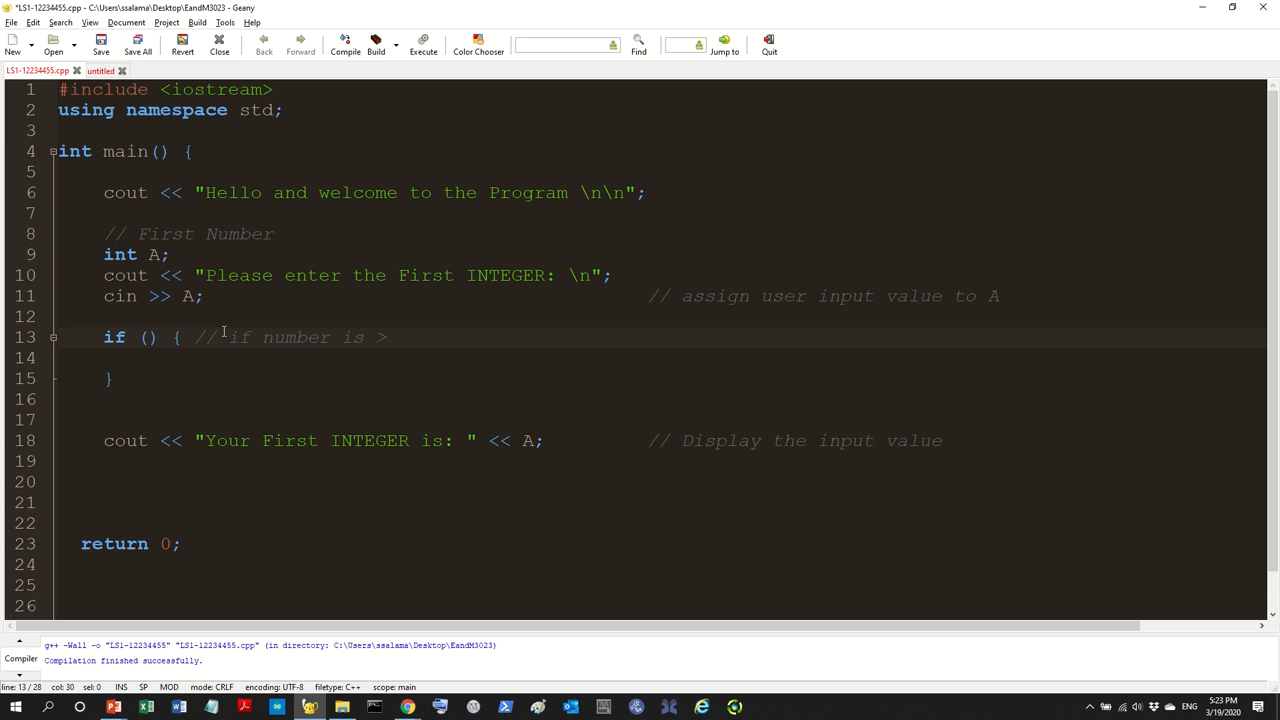 *LS1-12234455.cpp - C:\Users\ssalama\Desktop\EandM3023 - Geany
File Edit Search View Document Project Build Tools Help
New Open Save Save All Revert Close Back Forward Compile Build Execute Color Chooser Find Jump to Quit
LS1-12234455.cpp untitled
1 #include <iostream>
2 using namespace std;
3
4 int main() {
5
6 cout << "Hello and welcome to the Program \n\n";
7
8 // First Number
9 int A;
10 cout << "Please enter the First INTEGER: \n";
11 cin >> A; // assign user input value to A
12
13 if () { // if number is >
14
15 }
16
17
18 cout << "Your First INTEGER is: " << A; // Display the input value
19
20
21
22
23 return 0;
24
25
26
g++ -Wall -o "LS1-12234455" "LS1-12234455.cpp" (in directory: C:\Users\ssalama\Desktop\EandM3023)
Compiler Compilation finished successfully.
line: 13 / 28 col: 30 sel: 0 INS SP MOD mode: CRLF encoding: UTF-8 filetype: C++ scope: main
5:23 PM
3/19/2020